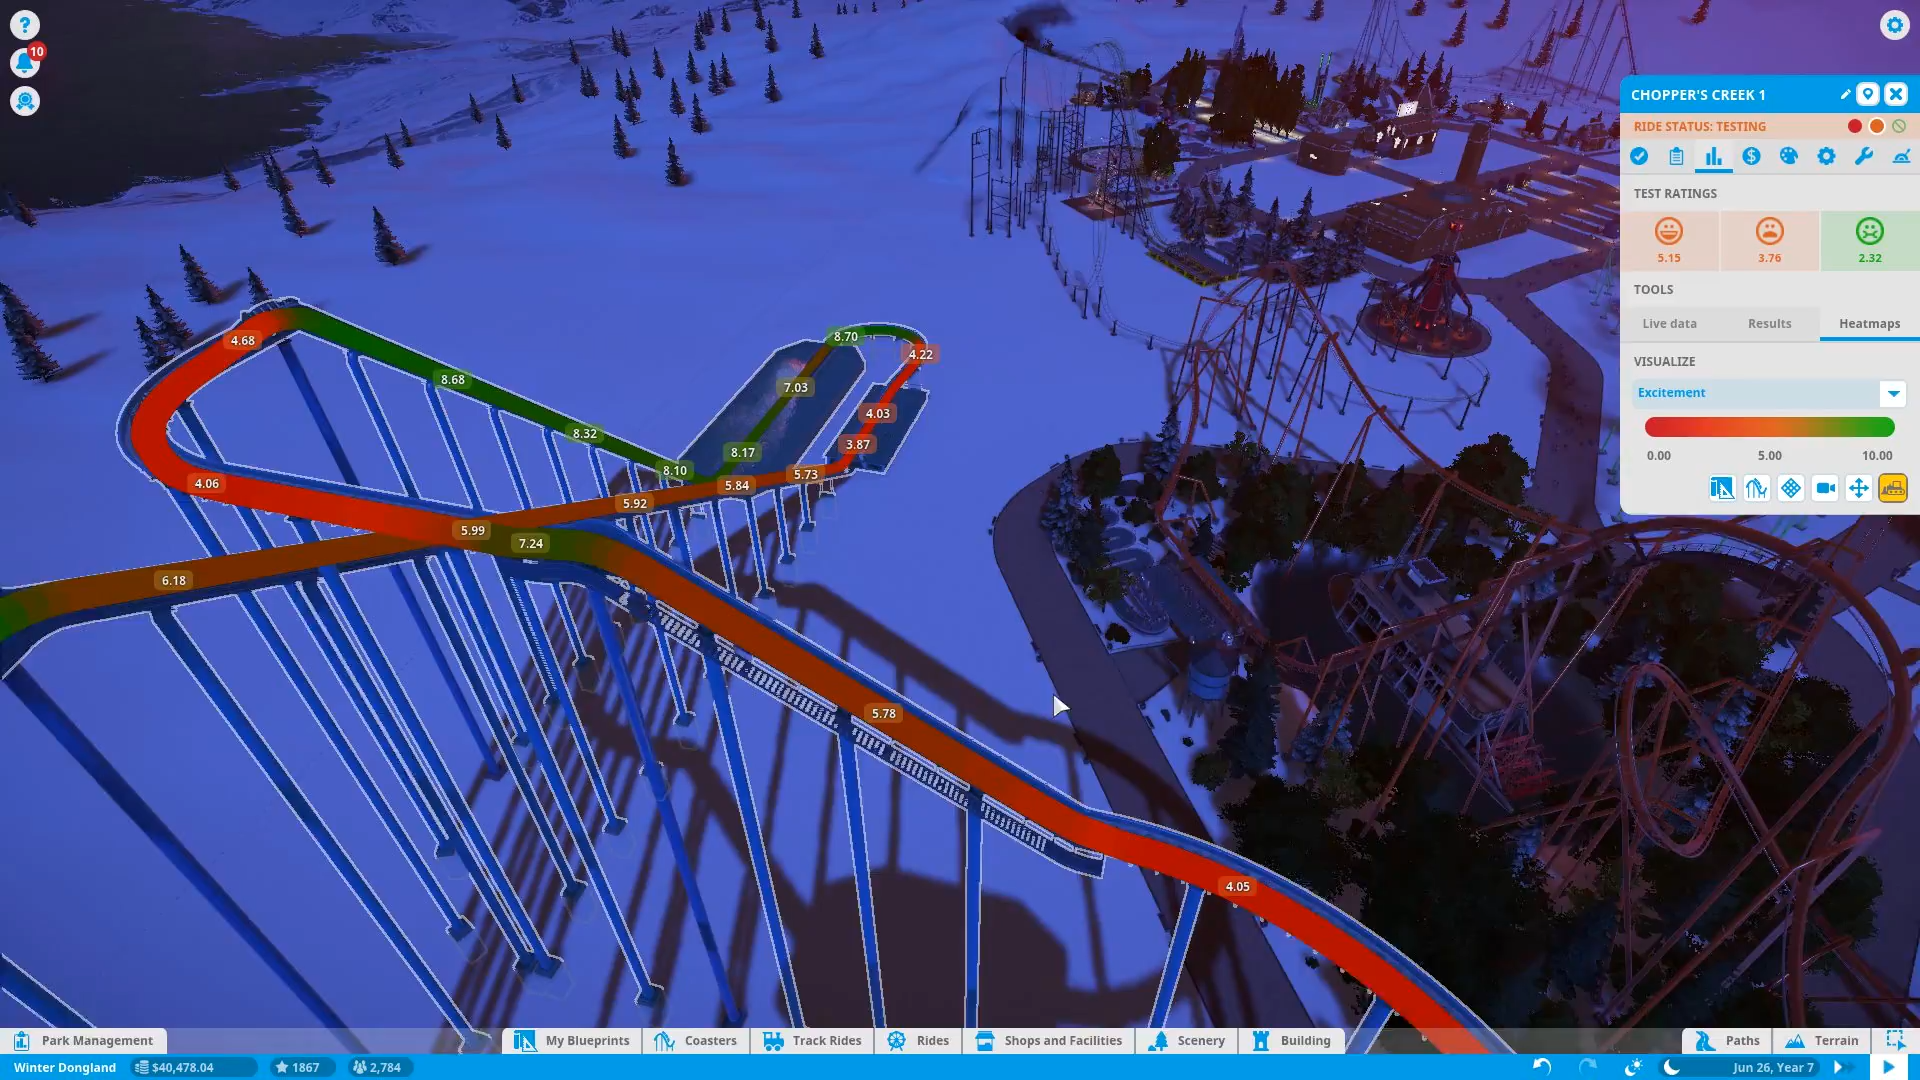 ?
10
CHOPPER'S CREEK 1
RIDE STATUS: TESTING
TEST RATINGS
5.15 3.76 2.32
TOOLS
Live data Results Heatmaps
VISUALIZE
Excitement
0.00 5.00 10.00
8.70
4.68
4.22
8.68
7.03
4.03
8.32
3.87
8.17
8.10
5.73
4.06
5.84
5.92
5.99
7.24
6.18
5.78
4.05
Park Management My Blueprints Coasters Track Rides Rides Shops and Facilities Scenery Building Paths Terrain
Winter Dongland $40,478.04 1867 2,784 Jun 26, Year 7